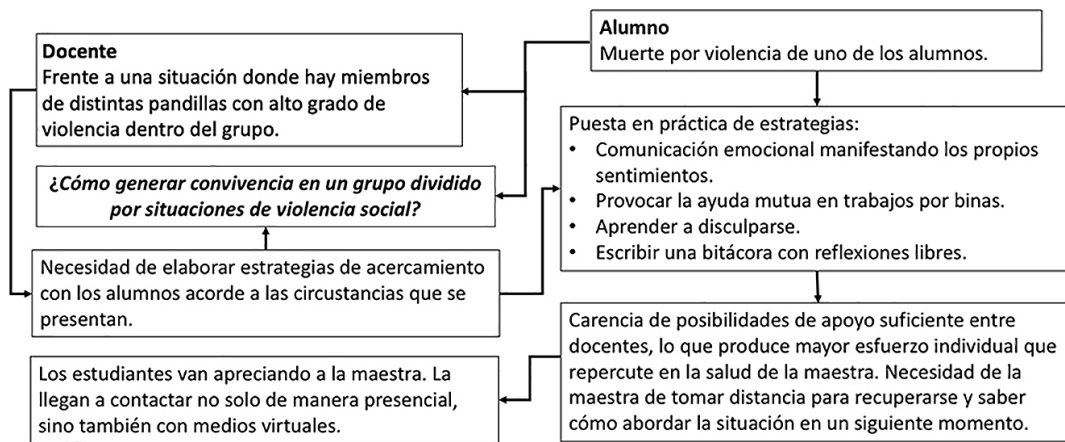 Docente
Frente a una situación donde hay miembros
de distintas pandillas con alto grado de
violencia dentro del grupo.
Alumno
Muerte por violencia de uno de los alumnos.
¿Cómo generar convivencia en un grupo dividido
por situaciones de violencia social?
Puesta en práctica de estrategias:
• Comunicación emocional manifestando los propios
sentimientos.
• Provocar la ayuda mutua en trabajos por binas.
• Aprender a disculparse.
• Escribir una bitácora con reflexiones libres.
Necesidad de elaborar estrategias de acercamiento
con los alumnos acorde a las circustancias que se
presentan.
Carencia de posibilidades de apoyo suficiente entre
docentes, lo que produce mayor esfuerzo individual que
repercute en la salud de la maestra. Necesidad de la
maestra de tomar distancia para recuperarse y saber
cómo abordar la situación en un siguiente momento.
Los estudiantes van apreciando a la maestra. La
llegan a contactar no solo de manera presencial,
sino también con medios virtuales.